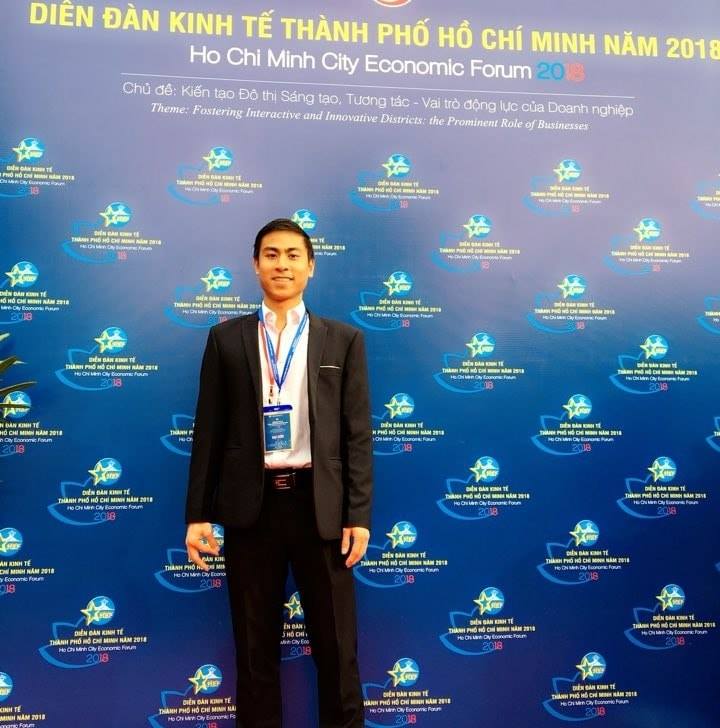 DIỄN ĐÀN KINH TẾ THÀNH PHỐ HỒ CHÍ MINH NĂM 2018
Ho Chi Minh City Economic Forum 2018
Chủ đề: Kiến tạo Đô thị Sáng tạo, Tương tác - Vai trò động lực của Doanh nghiệp
Theme: Fostering Interactive and Innovative Districts: the Prominent Role of Businesses
HEF
DIỄN ĐÀN KINH TẾ
THÀNH PHỐ HỒ CHÍ MINH NĂM 2018
Ho Chi Minh City Economic Forum
2018